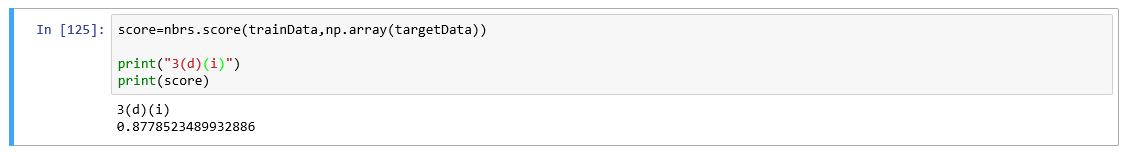 In [125]: score=nbrs.score(trainData,np.array(targetData))
print("3(d)(i)")
print(score)
3(d)(i)
0.8778523489932886